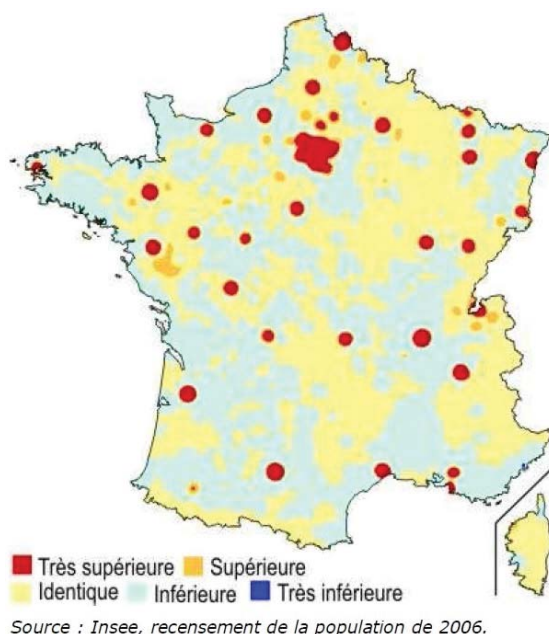 Très supérieure Supérieure
Identique Inférieure Très inférieure
Source : Insee, recensement de la population de 2006.